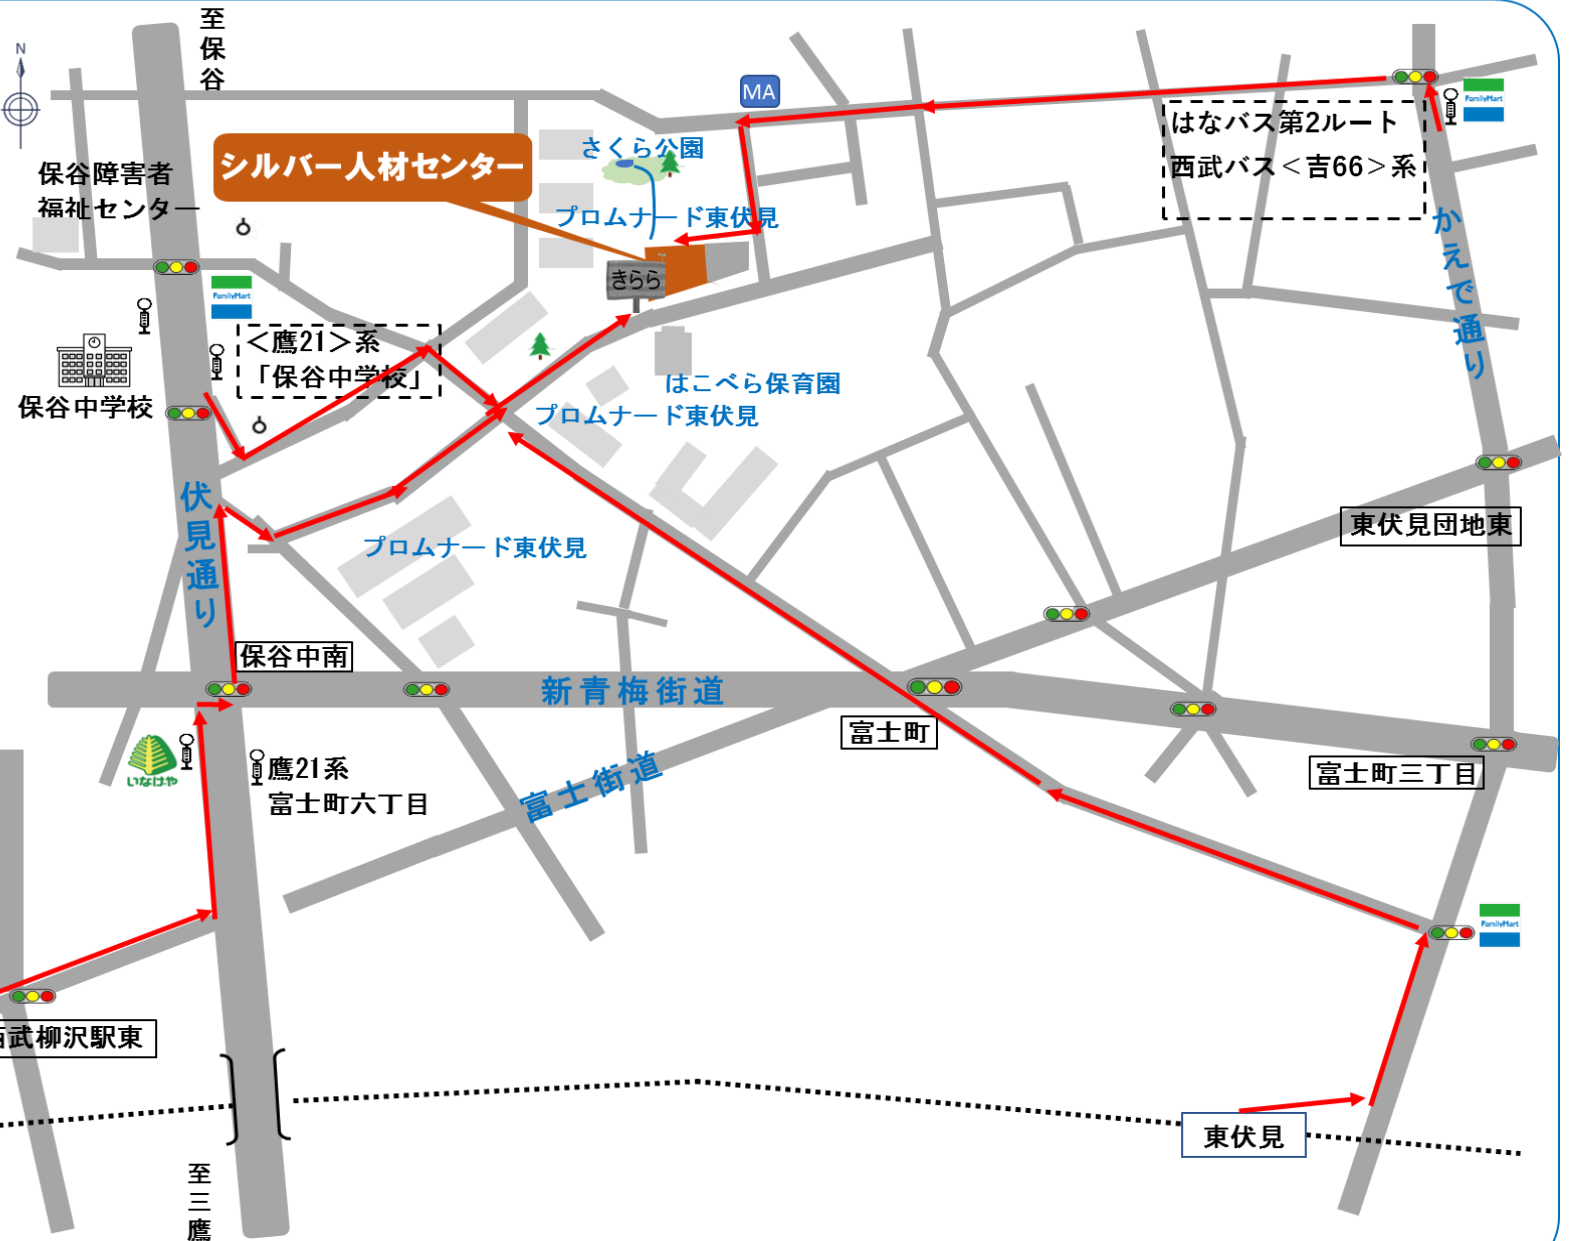 至
保
谷
N
MA
FamilyMart
はなバス第2ルート
西武バス＜吉66＞系
さくら公園
シルバー人材センター
保谷障害者
福祉センター
プロムナード東伏見
かえで通り
きらら
FamilyMart
＜鷹21＞系
「保谷中学校」
保谷中学校
はこべら保育園
プロムナード東伏見
伏見通り
プロムナード東伏見
東伏見団地東
保谷中南
新青梅街道
富士町
富士町三丁目
いなげや
鷹21系
富士町六丁目
富士街道
FamilyMart
西武柳沢駅東
東伏見
至
三
鷹